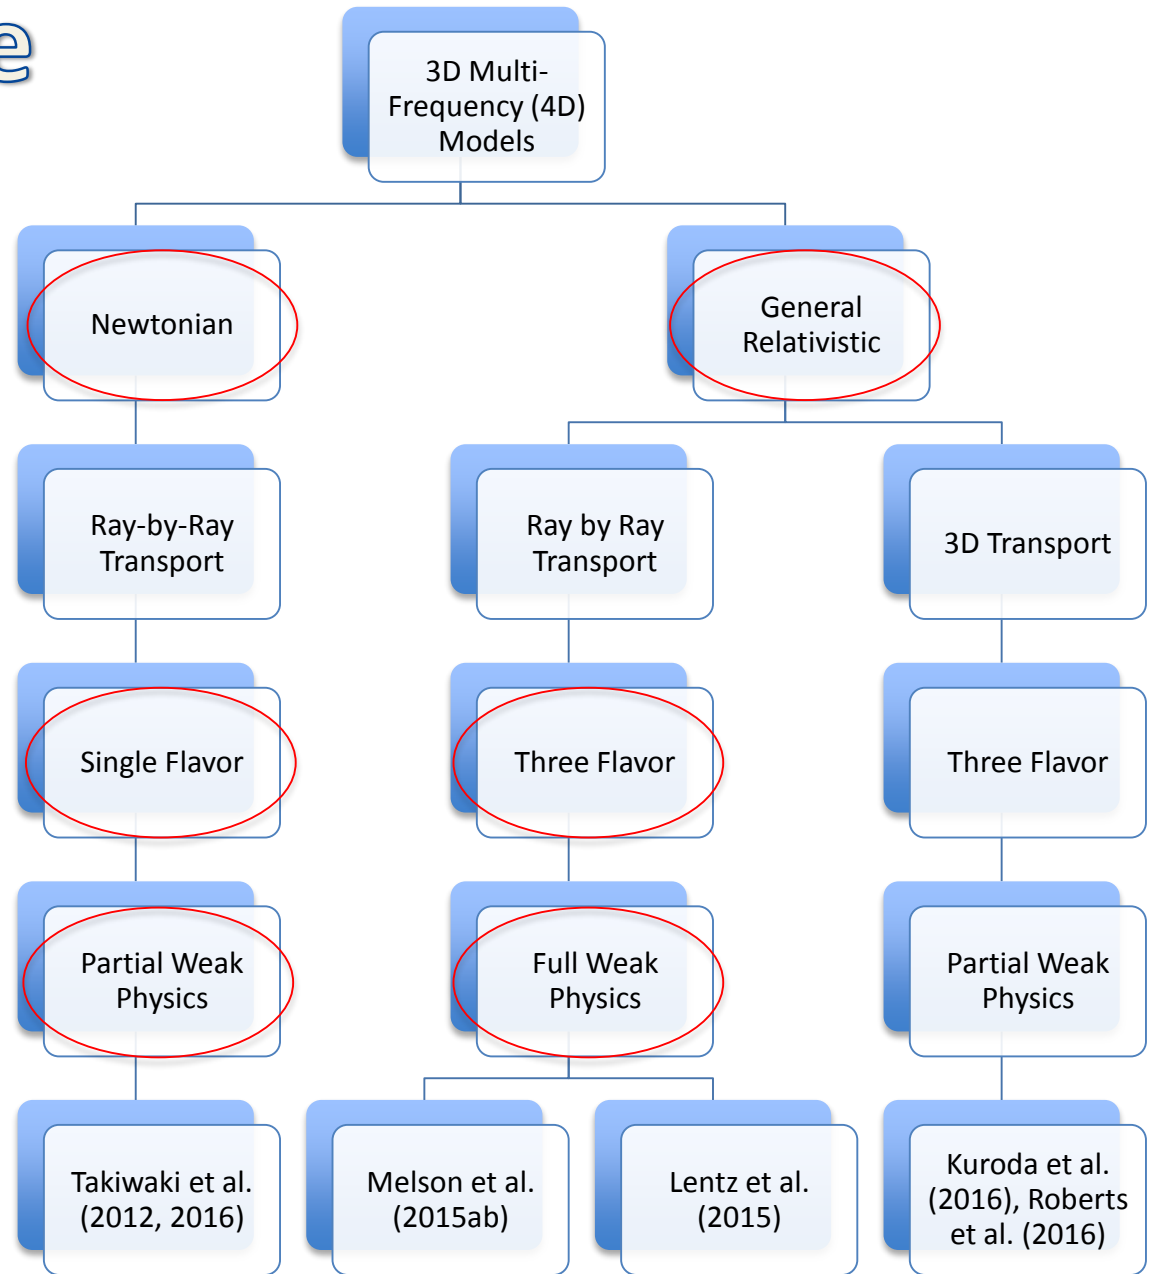 e
3D Multi-
Frequency (4D)
Models
Newtonian
General
Relativistic
Ray-by-Ray
Transport
Ray by Ray
Transport
3D Transport
Single Flavor
Three Flavor
Three Flavor
Partial Weak
Physics
Full Weak
Physics
Partial Weak
Physics
Takiwaki et al.
(2012, 2016)
Melson et al.
(2015ab)
Lentz et al.
(2015)
Kuroda et al.
(2016), Roberts
et al. (2016)